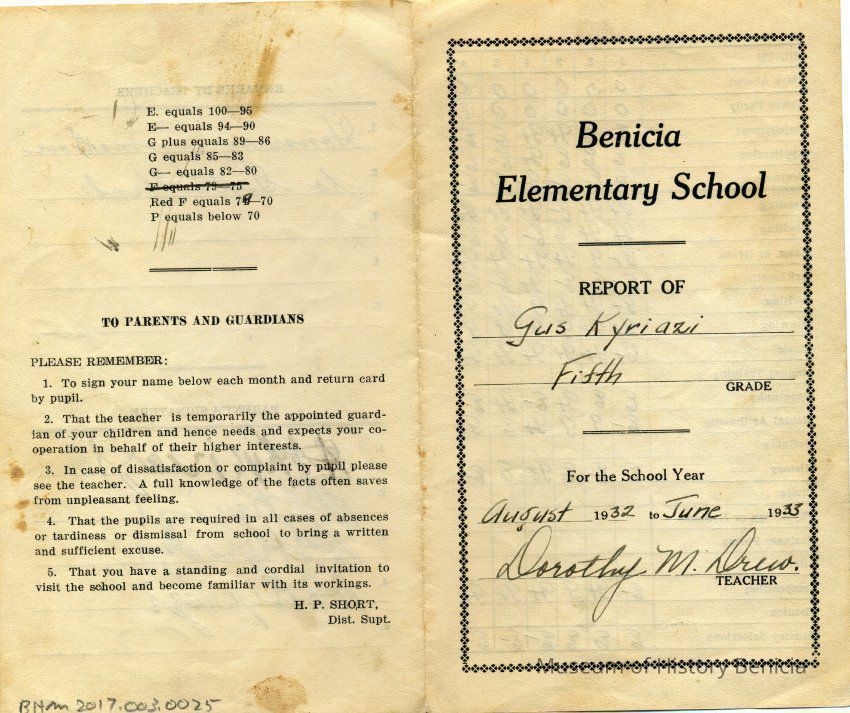 E. equals 100—95
E— equals 94—90
G plus equals 89—86
G equals 85—83
G— equals 82—80
F equals 79—75
Red F equals 79—70
P equals below 70
TO PARENTS AND GUARDIANS
PLEASE REMEMBER:
1. To sign your name below each month and return card
by pupil.
2. That the teacher is temporarily the appointed guard-
ian of your children and hence needs and expects your co-
operation in behalf of their higher interests.
3. In case of dissatisfaction or complaint by pupil please
see the teacher. A full knowledge of the facts often saves
from unpleasant feeling.
4. That the pupils are required in all cases of absences
or tardiness or dismissal from school to bring a written
and sufficient excuse.
5. That you have a standing and cordial invitation to
visit the school and become familiar with its workings.
H. P. SHORT,
Dist. Supt.
BHM 2017.003.0025
Benicia
Elementary School
REPORT OF
Gus Kyriazi
Fifth
GRADE
For the School Year
August 1932 to June 1933
Dorothy M. Drew.
TEACHER
Museum of History Benicia